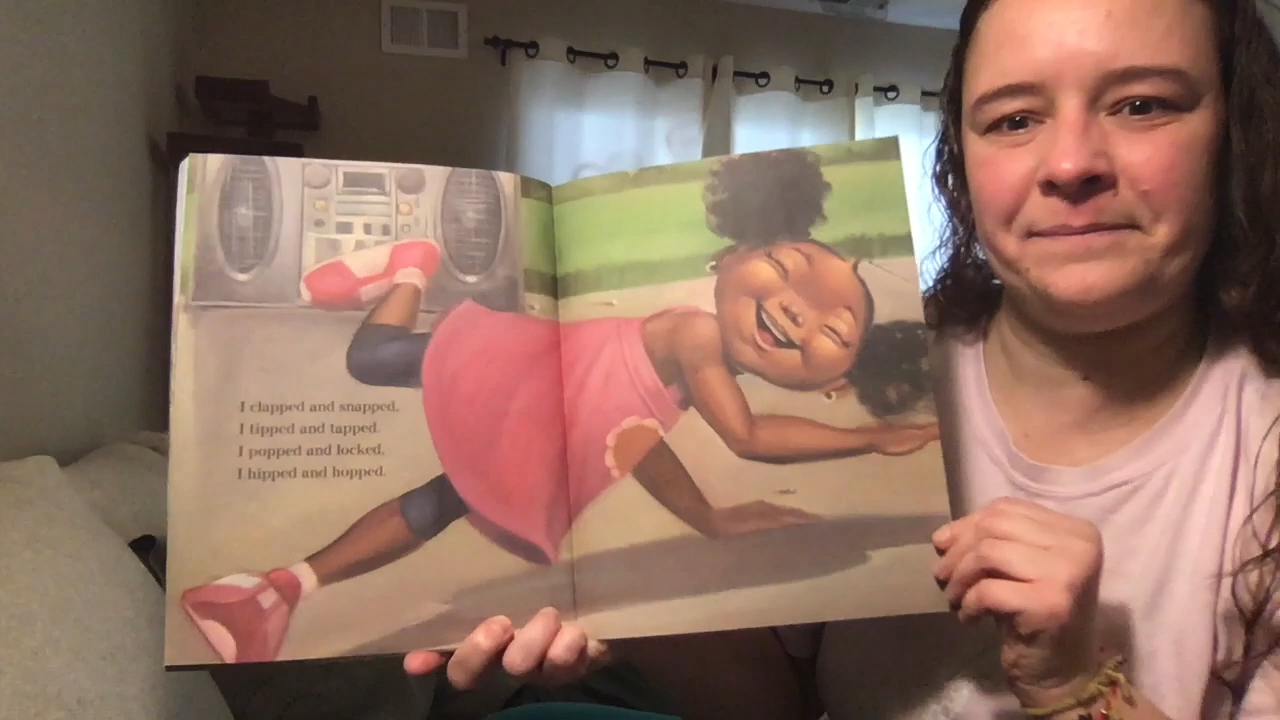 I clapped and snapped,
I tipped and tapped.
I popped and locked,
I hipped and hopped.